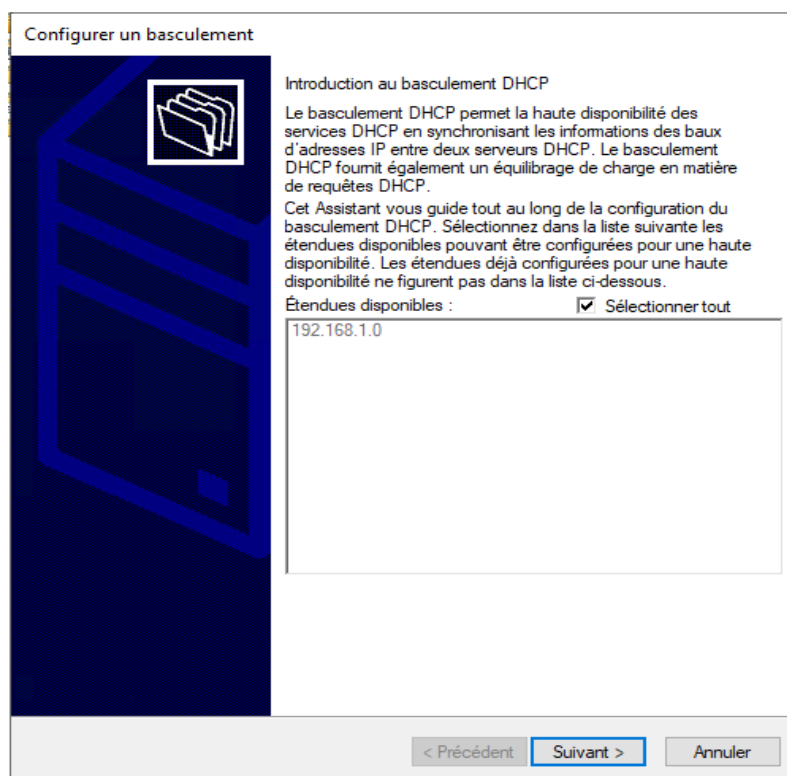 Configurer un basculement
Introduction au basculement DHCP
Le basculement DHCP permet la haute disponibilité des
services DHCP en synchronisant les informations des baux
d'adresses IP entre deux serveurs DHCP. Le basculement
DHCP fournit également un équilibrage de charge en matière
de requêtes DHCP.
Cet Assistant vous guide tout au long de la configuration du
basculement DHCP. Sélectionnez dans la liste suivante les
étendues disponibles pouvant être configurées pour une haute
disponibilité. Les étendues déjà configurées pour une haute
disponibilité ne figurent pas dans la liste ci-dessous.
Étendues disponibles : Sélectionner tout
192.168.1.0
< Précédent Suivant > Annuler